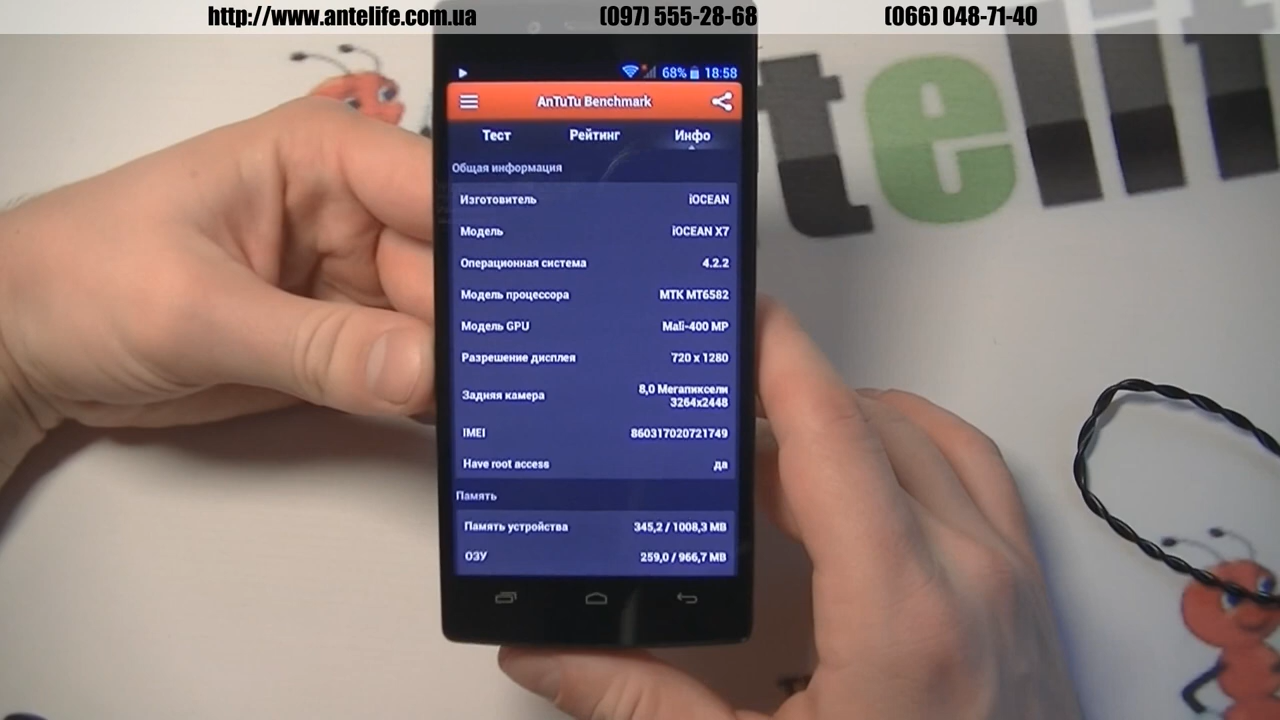 http://www.antelife.com.ua (097) 555-28-68 (066) 048-71-40
68% 18:58
AnTuTu Benchmark
Тест Рейтинг Инфо
Общая информация
Изготовитель iOCEAN
Модель iOCEAN X7
Операционная система 4.2.2
Модель процессора MTK MT6582
Модель GPU Mali-400 MP
Разрешение дисплея 720 x 1280
Задняя камера 8,0 Мегапиксели
3264x2448
IMEI 860317020721749
Have root access да
Память
Память устройства 345,2 / 1008,3 MB
ОЗУ 259,0 / 966,7 MB